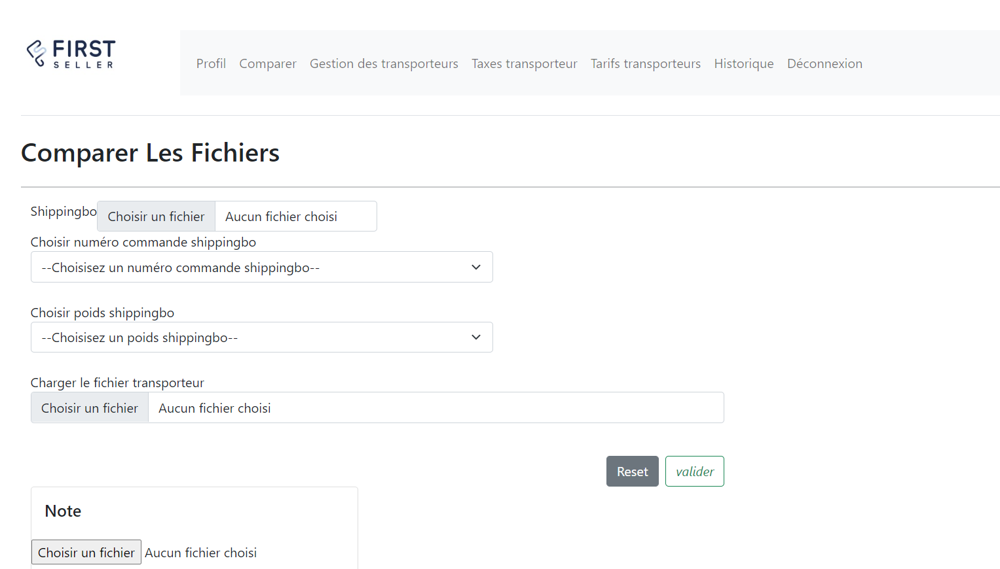 FIRST
SELLER
Profil Comparer Gestion des transporteurs Taxes transporteur Tarifs transporteurs Historique Déconnexion
Comparer Les Fichiers
Shippingbo Choisir un fichier Aucun fichier choisi
Choisir numéro commande shippingbo
--Choisisez un numéro commande shippingbo--
Choisir poids shippingbo
--Choisisez un poids shippingbo--
Charger le fichier transporteur
Choisir un fichier Aucun fichier choisi
Reset valider
Note
Choisir un fichier Aucun fichier choisi